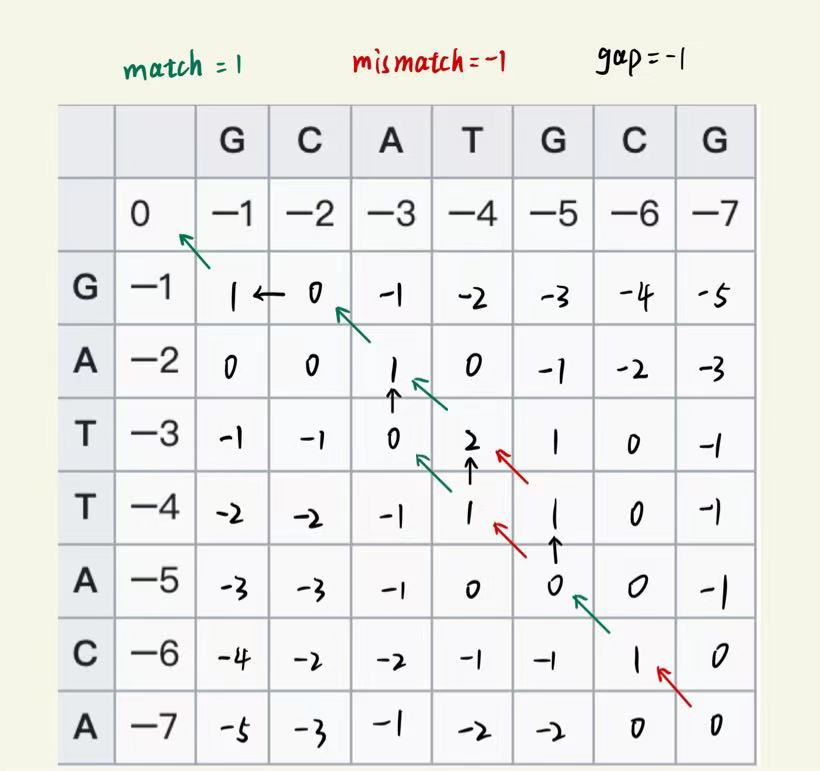 match = 1 mismatch=-1 gap=-1
G C A T G C G
0 −1 −2 −3 −4 −5 −6 −7
G −1 1 ← 0 -1 -2 -3 -4 -5
A −2 0 0 1 0 -1 -2 -3
T −3 -1 -1 0 2 1 0 -1
T −4 -2 -2 -1 1 1 0 -1
A −5 -3 -3 -1 0 0 0 -1
C −6 -4 -2 -2 -1 -1 1 0
A −7 -5 -3 -1 -2 -2 0 0